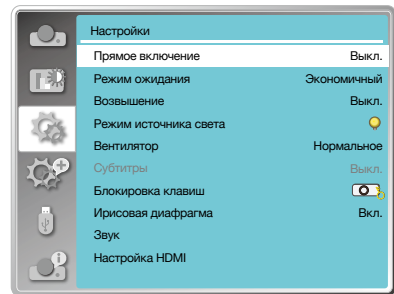 Настройки
Прямое включение Выкл.
Режим ожидания Экономичный
Возвышение Выкл.
Режим источника света
Вентилятор Нормальное
Субтитры Выкл.
Блокировка клавиш
Ирисовая диафрагма Вкл.
Звук
Настройка HDMI